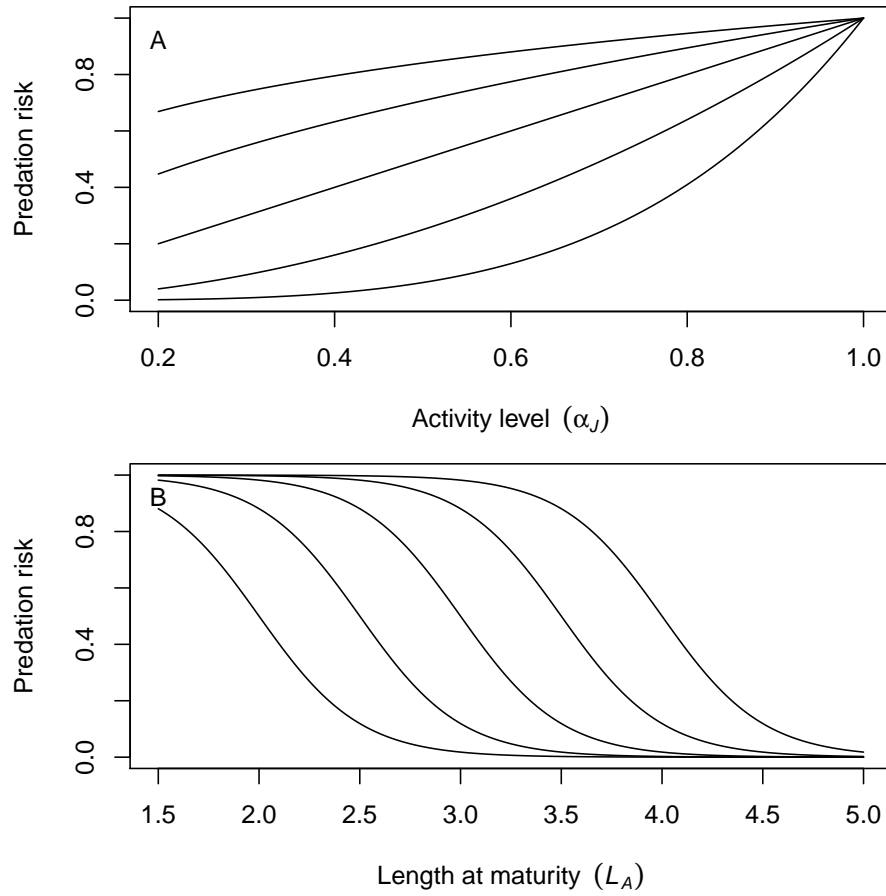 A
Predation risk
0.8
0.4
0.0
0.2 0.4 0.6 0.8 1.0
Activity level (α_J)
B
Predation risk
0.8
0.4
0.0
1.5 2.0 2.5 3.0 3.5 4.0 4.5 5.0
Length at maturity (L_A)